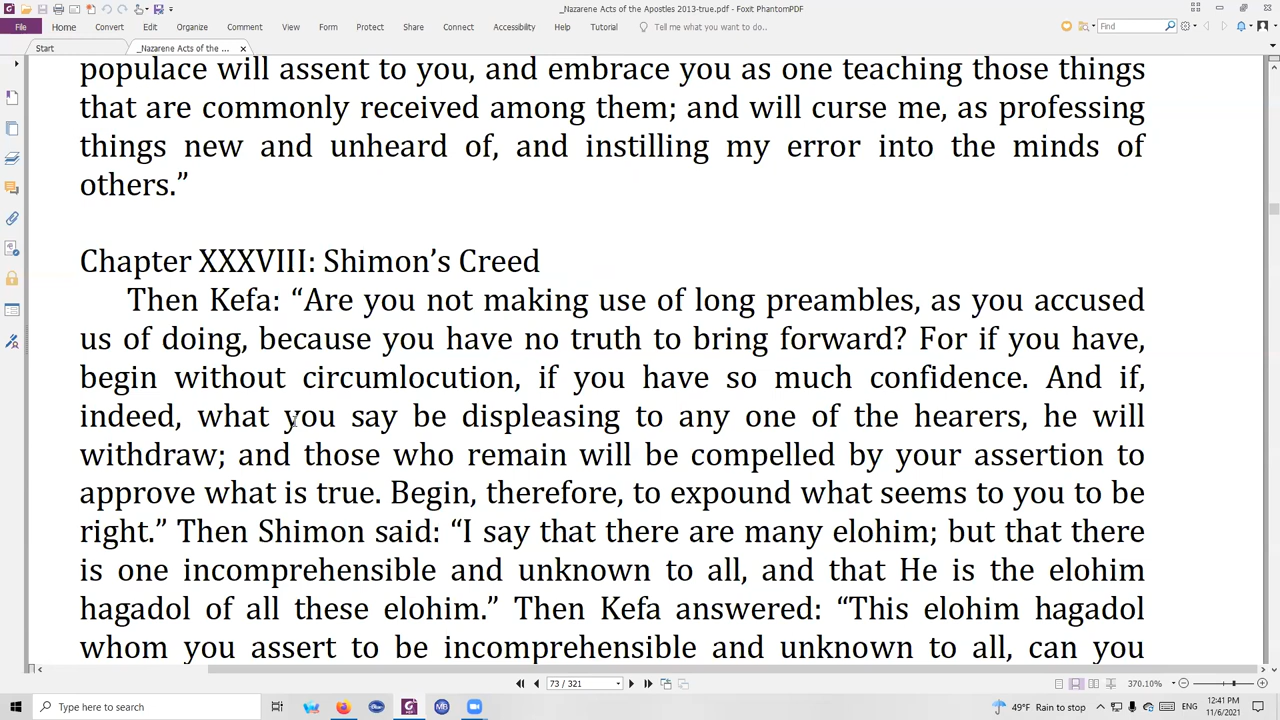 _Nazarene Acts of the Apostles 2013-true.pdf - Foxit PhantomPDF
File Home Convert Edit Organize Comment View Form Protect Share Connect Accessibility Help Tutorial Tell me what you want to do.. Find
Start _Nazarene Acts of the ...
populace will assent to you, and embrace you as one teaching those things
that are commonly received among them; and will curse me, as professing
things new and unheard of, and instilling my error into the minds of
others.”
Chapter XXXVIII: Shimon’s Creed
Then Kefa: “Are you not making use of long preambles, as you accused
us of doing, because you have no truth to bring forward? For if you have,
begin without circumlocution, if you have so much confidence. And if,
indeed, what you say be displeasing to any one of the hearers, he will
withdraw; and those who remain will be compelled by your assertion to
approve what is true. Begin, therefore, to expound what seems to you to be
right.” Then Shimon said: “I say that there are many elohim; but that there
is one incomprehensible and unknown to all, and that He is the elohim
hagadol of all these elohim.” Then Kefa answered: “This elohim hagadol
whom you assert to be incomprehensible and unknown to all, can you
73 / 321 370.10%
Type here to search MB 49°F Rain to stop ENG 12:41 PM
11/6/2021